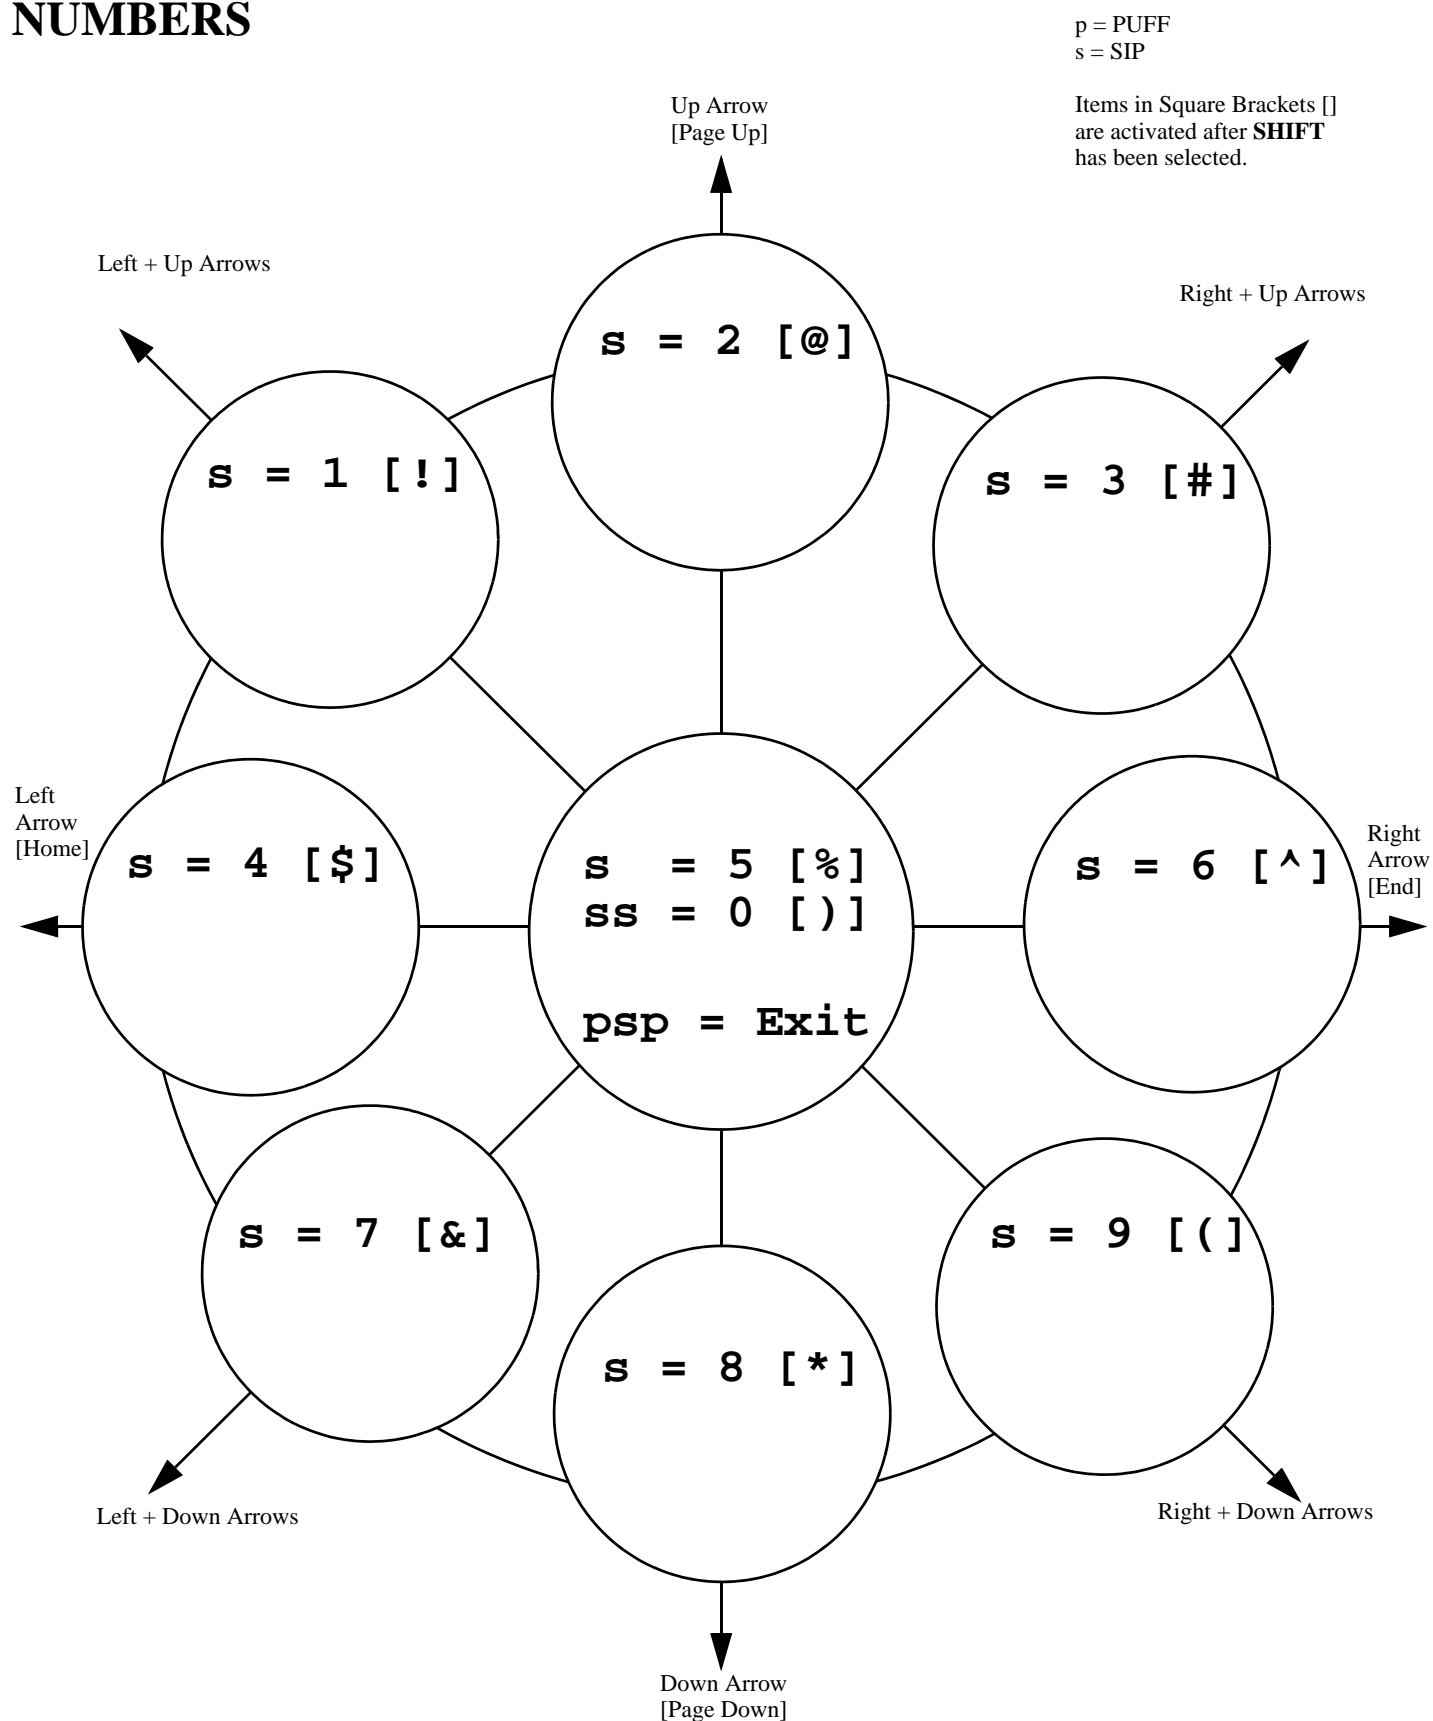 NUMBERS
p = PUFF
s = SIP
Items in Square Brackets []
are activated after SHIFT
has been selected.
Up Arrow
[Page Up]
Left + Up Arrows
Right + Up Arrows
s = 2 [@]
s = 1 [!]
s = 3 [#]
Left
Arrow
[Home]
s = 4 [$]
s = 5 [%]
ss = 0 [)]
psp = Exit
s = 6 [^]
Right
Arrow
[End]
s = 7 [&]
s = 9 [(]
s = 8 [*]
Left + Down Arrows
Right + Down Arrows
Down Arrow
[Page Down]